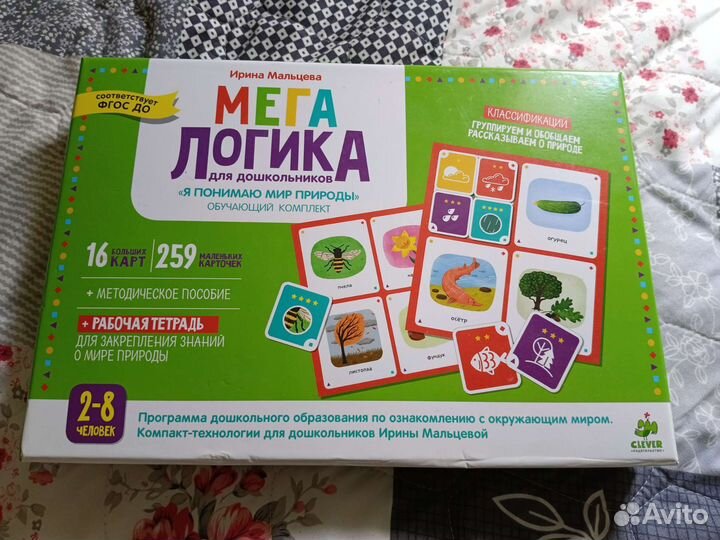 Ирина Мальцева
соответствует
ФГОС ДО
МЕГА
ЛОГИКА
для дошкольников
«Я ПОНИМАЮ МИР ПРИРОДЫ»
ОБУЧАЮЩИЙ КОМПЛЕКТ
КЛАССИФИКАЦИИ
ГРУППИРУЕМ И ОБОБЩАЕМ
РАССКАЗЫВАЕМ О ПРИРОДЕ
16 БОЛЬШИХ КАРТ
259 МАЛЕНЬКИХ КАРТОЧЕК
+ МЕТОДИЧЕСКОЕ ПОСОБИЕ
+ РАБОЧАЯ ТЕТРАДЬ
ДЛЯ ЗАКРЕПЛЕНИЯ ЗНАНИЙ
О МИРЕ ПРИРОДЫ
пчела
огурец
осётр
листопад
фундук
2-8
ЧЕЛОВЕК
Программа дошкольного образования по ознакомлению с окружающим миром.
Компакт-технологии для дошкольников Ирины Мальцевой
CLEVER
ИЗДАТЕЛЬСТВО
Avito